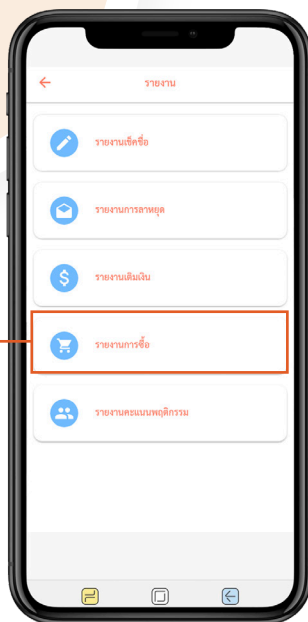 รายงาน
รายงานเช็คชื่อ
รายงานการลาหยุด
รายงานเติมเงิน
รายงานการซื้อ
รายงานคะแนนพฤติกรรม